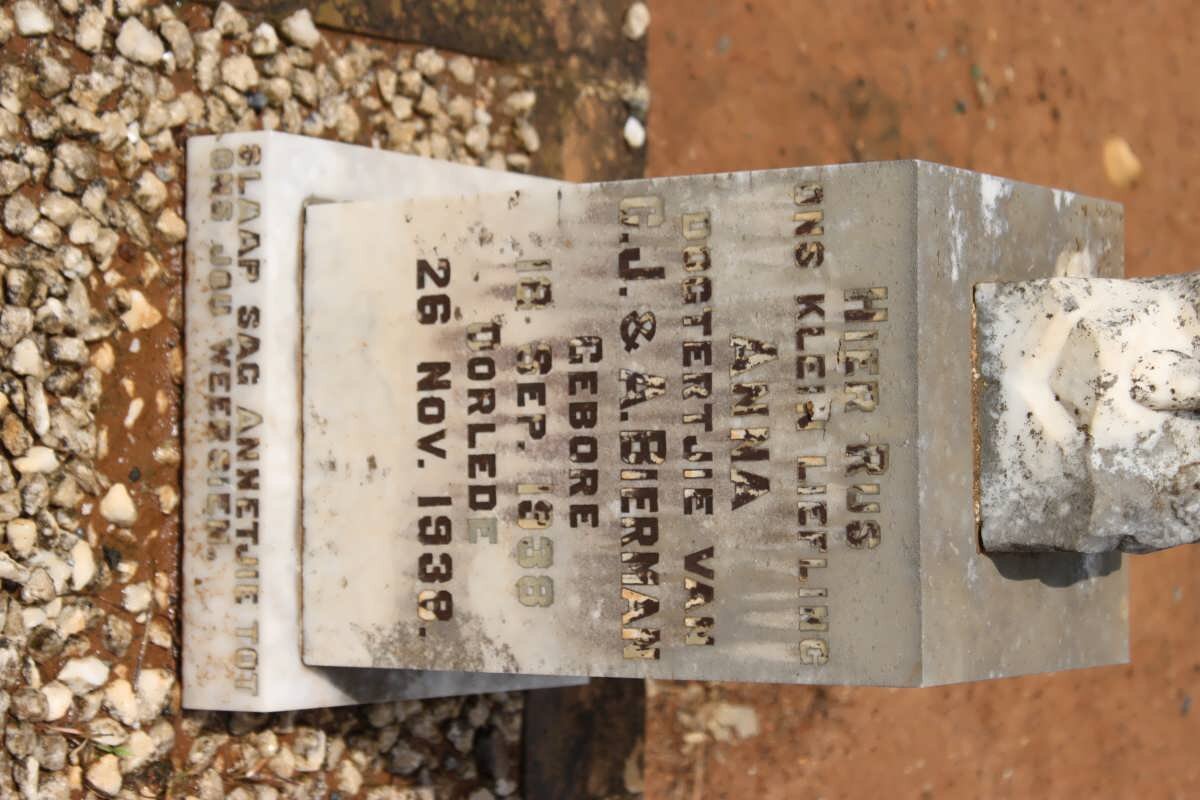 HIER RUS
ONS KLEIN LIEFLING
ANNA
DOGTERTJIE VAN
C.J. & A. BIERMAN
GEBORE
18. SEP. 1938
OORLEDE
26 NOV. 1938.
SLAAP SAG ANNETJIE TOT
ONS JOU WEERSIEN.